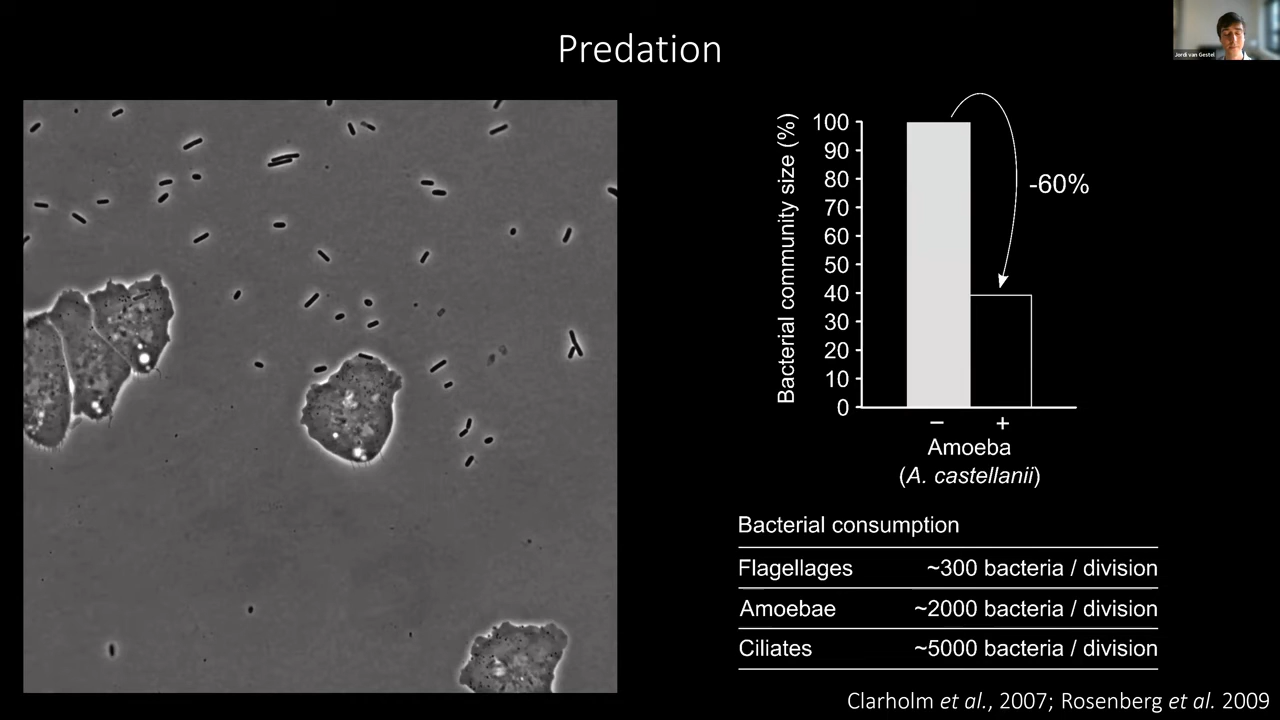 Predation
Jordi van Gestel
Bacterial community size (%)
100
90
80
70
60
50
40
30
20
10
0
-60%
− +
Amoeba
(A. castellanii)
Bacterial consumption
Flagellages ~300 bacteria / division
Amoebae ~2000 bacteria / division
Ciliates ~5000 bacteria / division
Clarholm et al., 2007; Rosenberg et al. 2009